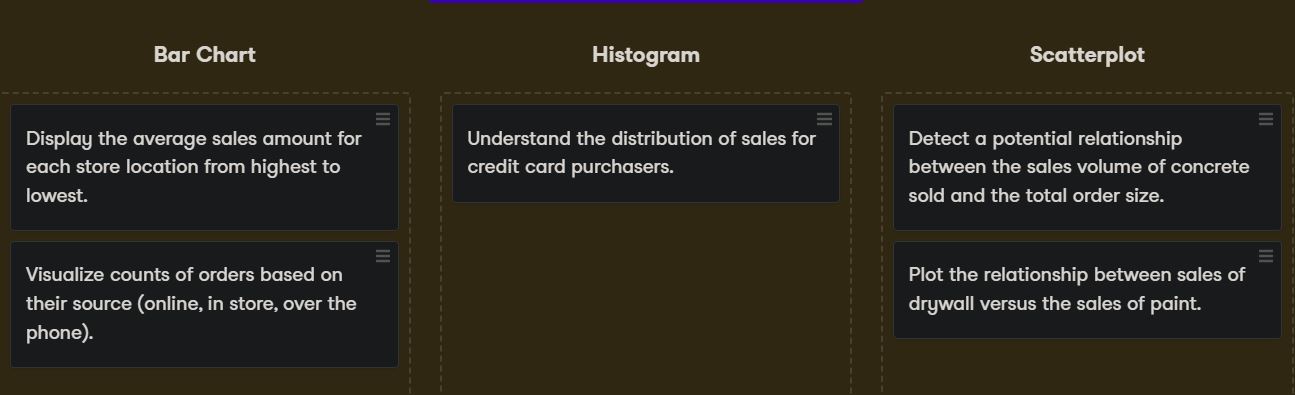 Bar Chart
Display the average sales amount for
each store location from highest to
lowest.
Visualize counts of orders based on
their source (online, in store, over the
phone).
Histogram
Understand the distribution of sales for
credit card purchasers.
Scatterplot
Detect a potential relationship
between the sales volume of concrete
sold and the total order size.
Plot the relationship between sales of
drywall versus the sales of paint.